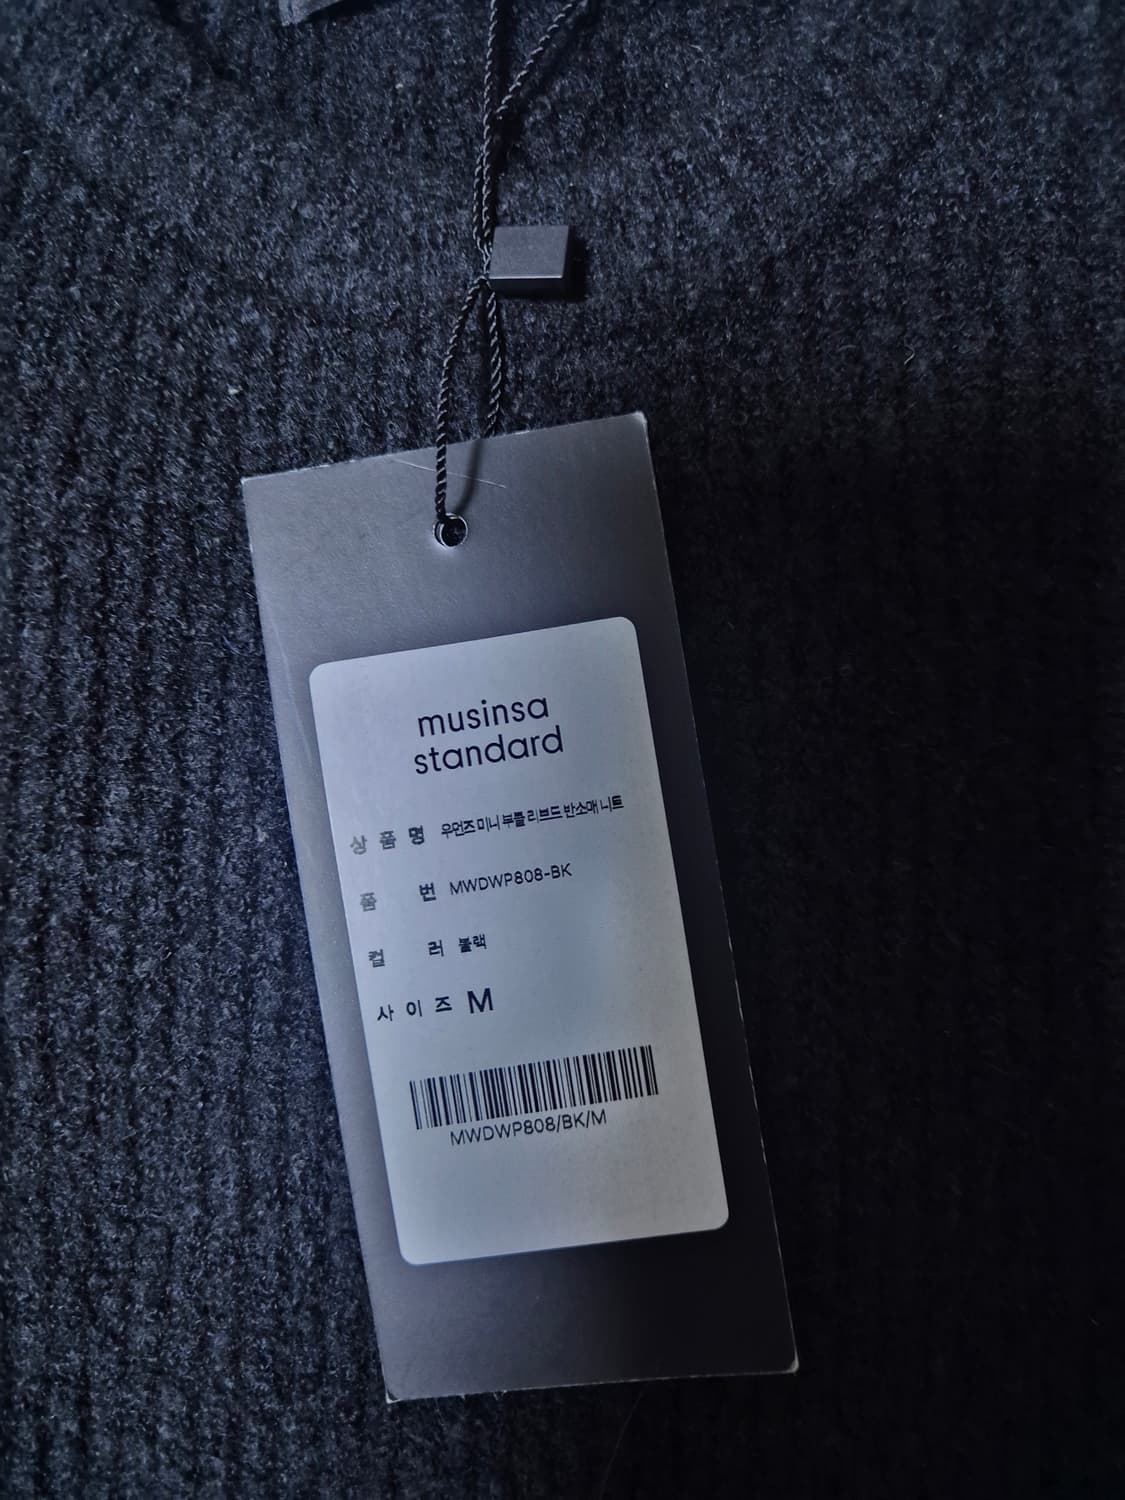 musinsa
standard
상 품 명 우먼즈 미니 부클 리브드 반소매 니트
품 번 MWDWP808-BK
컬 러 블랙
사 이 즈 M
MWDWP808/BK/M